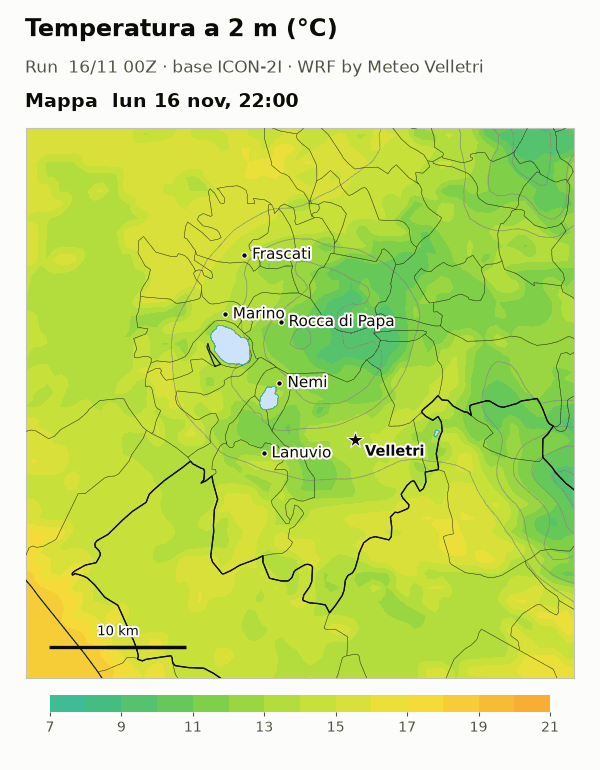 Temperatura a 2 m (°C)
Run  16/11 00Z · base ICON-2I · WRF by Meteo Velletri
Mappa  lun 16 nov, 22:00
Frascati
Marino
Rocca di Papa
Nemi
Velletri
Lanuvio
10 km
7 9 11 13 15 17 19 21